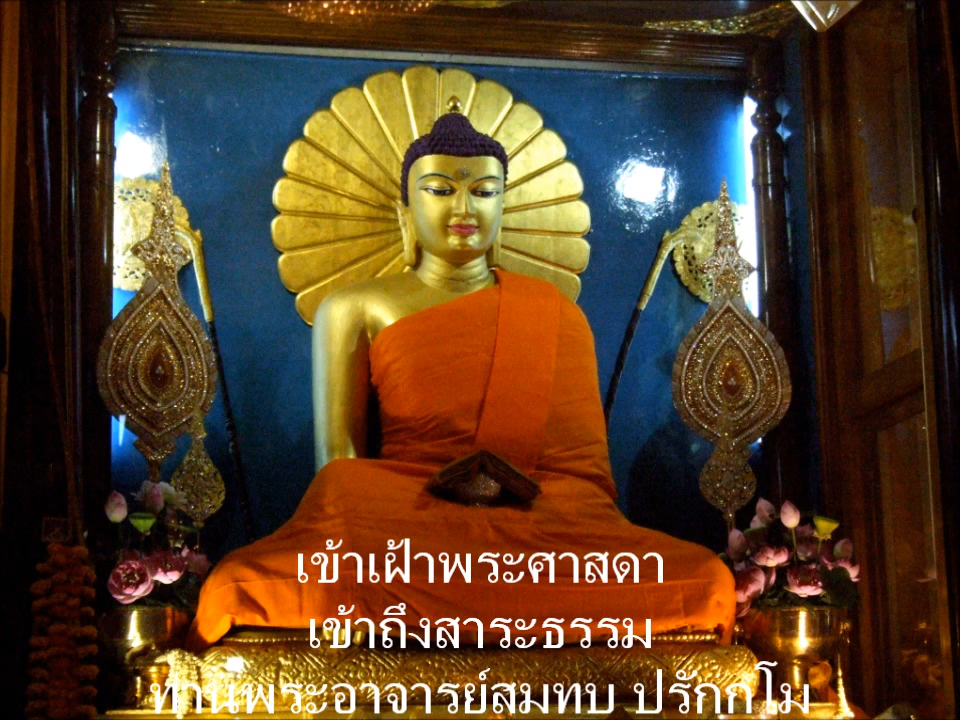 เข้าเฝ้าพระศาสดา
เข้าถึงสาระธรรม
ท่านพระอาจารย์สมทบ ปรักกโม